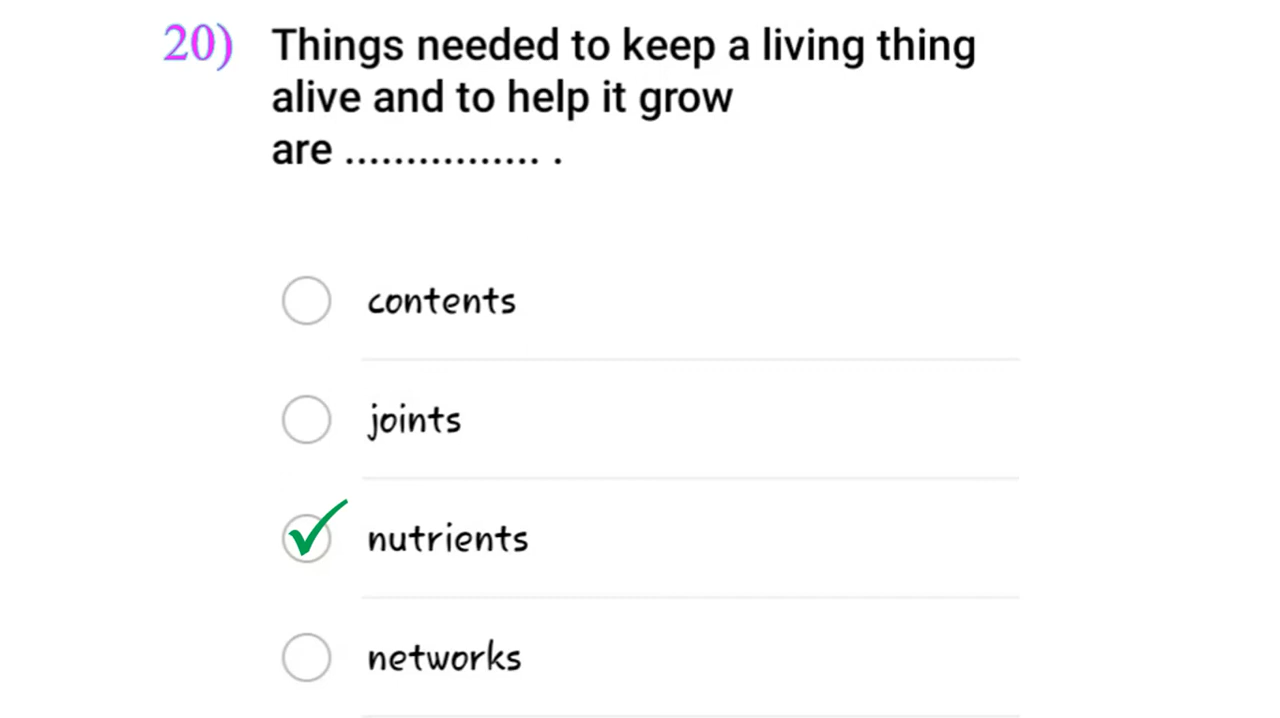 20) Things needed to keep a living thing
alive and to help it grow
are ................ .
contents
joints
nutrients
networks